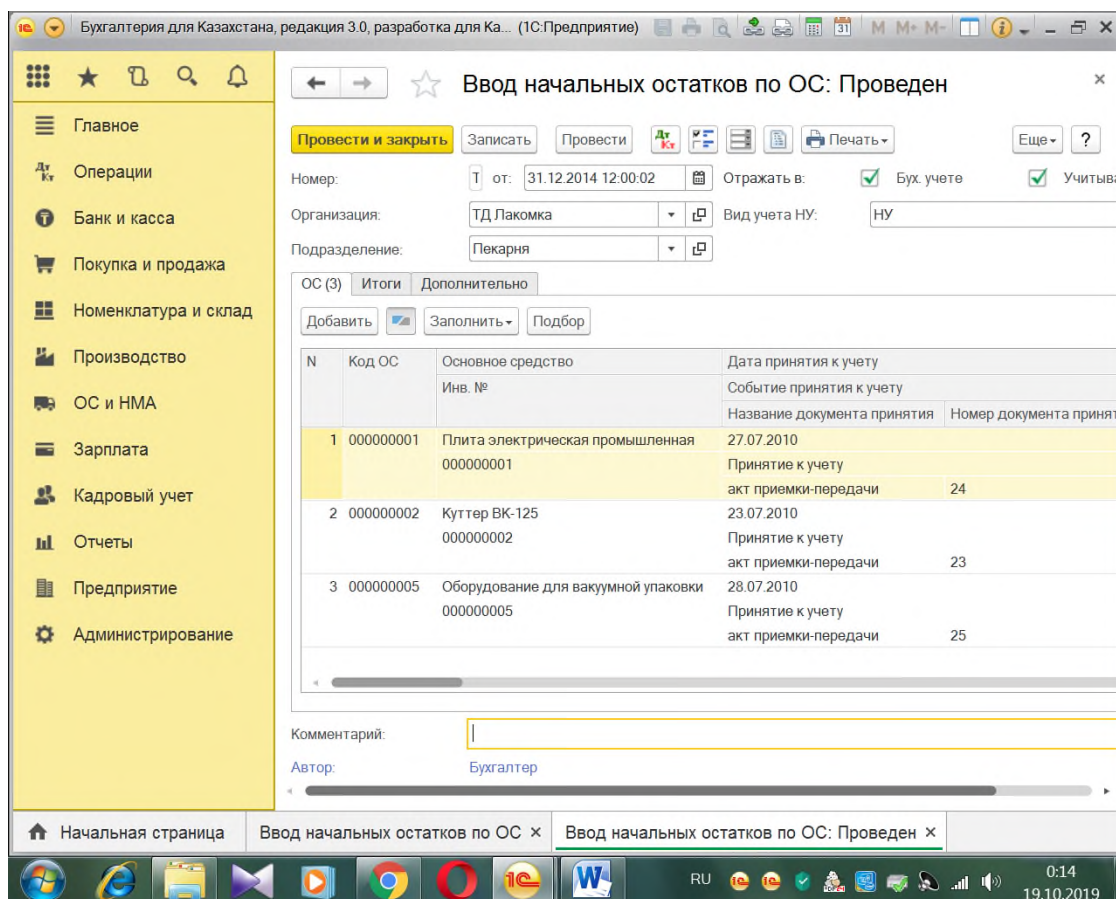 Бухгалтерия для Казахстана, редакция 3.0, разработка для Ка... (1С:Предприятие) M M+ M-
Ввод начальных остатков по ОС: Проведен
Главное
Операции
Банк и касса
Покупка и продажа
Номенклатура и склад
Производство
ОС и НМА
Зарплата
Кадровый учет
Отчеты
Предприятие
Администрирование
Провести и закрыть Записать Провести Дт Кт Печать Еще ?
Номер: Т от: 31.12.2014 12:00:02 Отражать в: Бух. учете Учитыва
Организация: ТД Лакомка Вид учета НУ: НУ
Подразделение: Пекарня
ОС (3) Итоги Дополнительно
Добавить Заполнить Подбор
N Код ОС Основное средство Дата принятия к учету
Инв. № Событие принятия к учету
Название документа принятия Номер документа принят
1 000000001 Плита электрическая промышленная 27.07.2010
000000001 Принятие к учету
акт приемки-передачи 24
2 000000002 Куттер ВК-125 23.07.2010
000000002 Принятие к учету
акт приемки-передачи 23
3 000000005 Оборудование для вакуумной упаковки 28.07.2010
000000005 Принятие к учету
акт приемки-передачи 25
Комментарий:
Автор: Бухгалтер
Начальная страница Ввод начальных остатков по ОС × Ввод начальных остатков по ОС: Проведен ×
RU 0:14
19.10.2019